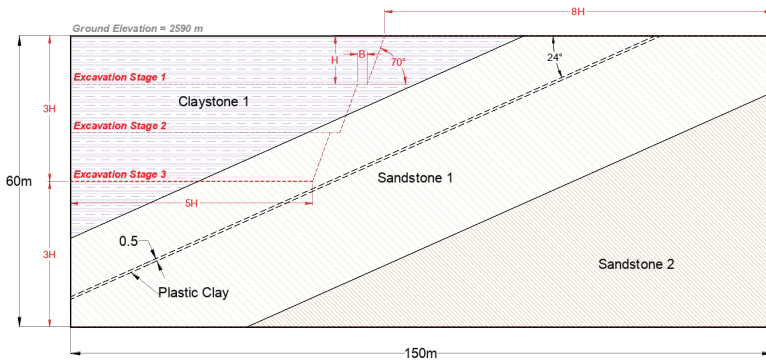 8H
Ground Elevation = 2590 m
H
B
70°
24°
Excavation Stage 1
Claystone 1
3H
Excavation Stage 2
60m
Excavation Stage 3
Sandstone 1
5H
0.5
3H
Sandstone 2
Plastic Clay
150m